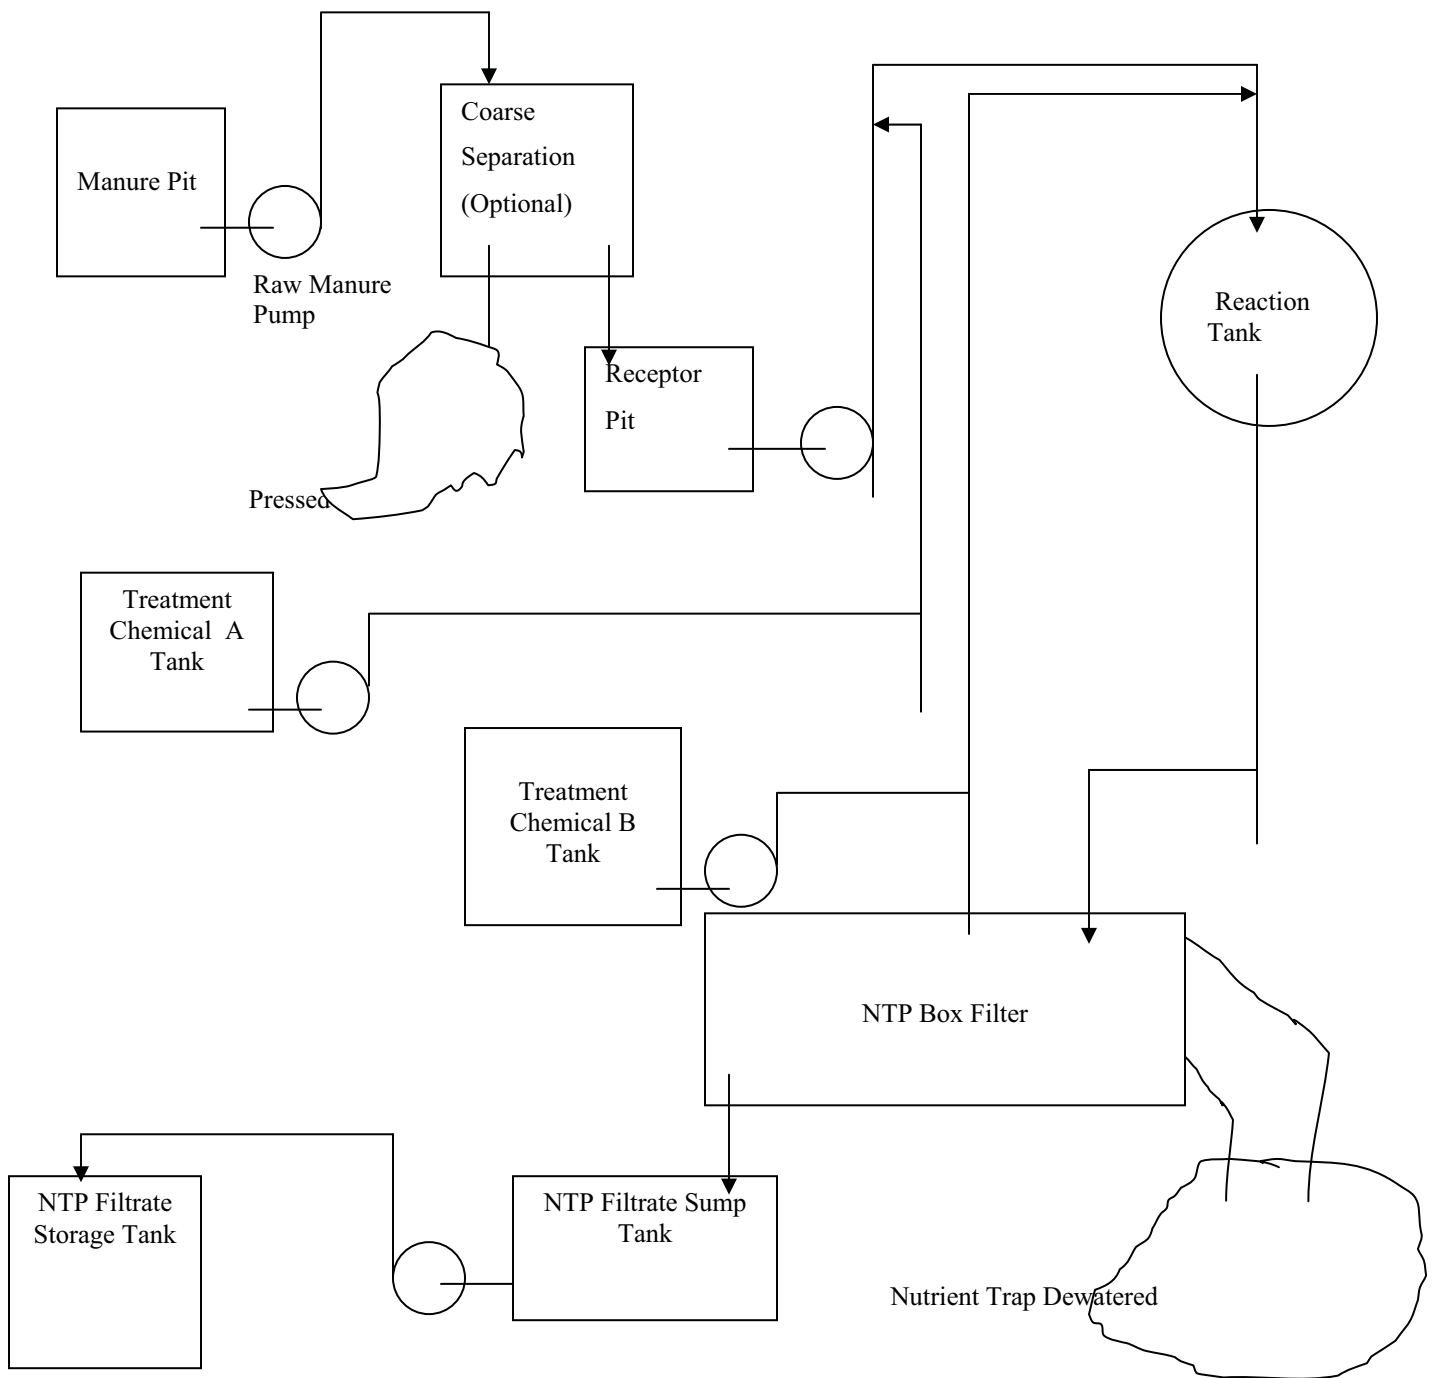 Coarse
Separation
(Optional)
Manure Pit
Raw Manure
Pump
Reaction
Tank
Receptor
Pit
Pressed
Treatment
Chemical  A
Tank
Treatment
Chemical B
Tank
NTP Box Filter
NTP Filtrate
Storage Tank
NTP Filtrate Sump
Tank
Nutrient Trap Dewatered